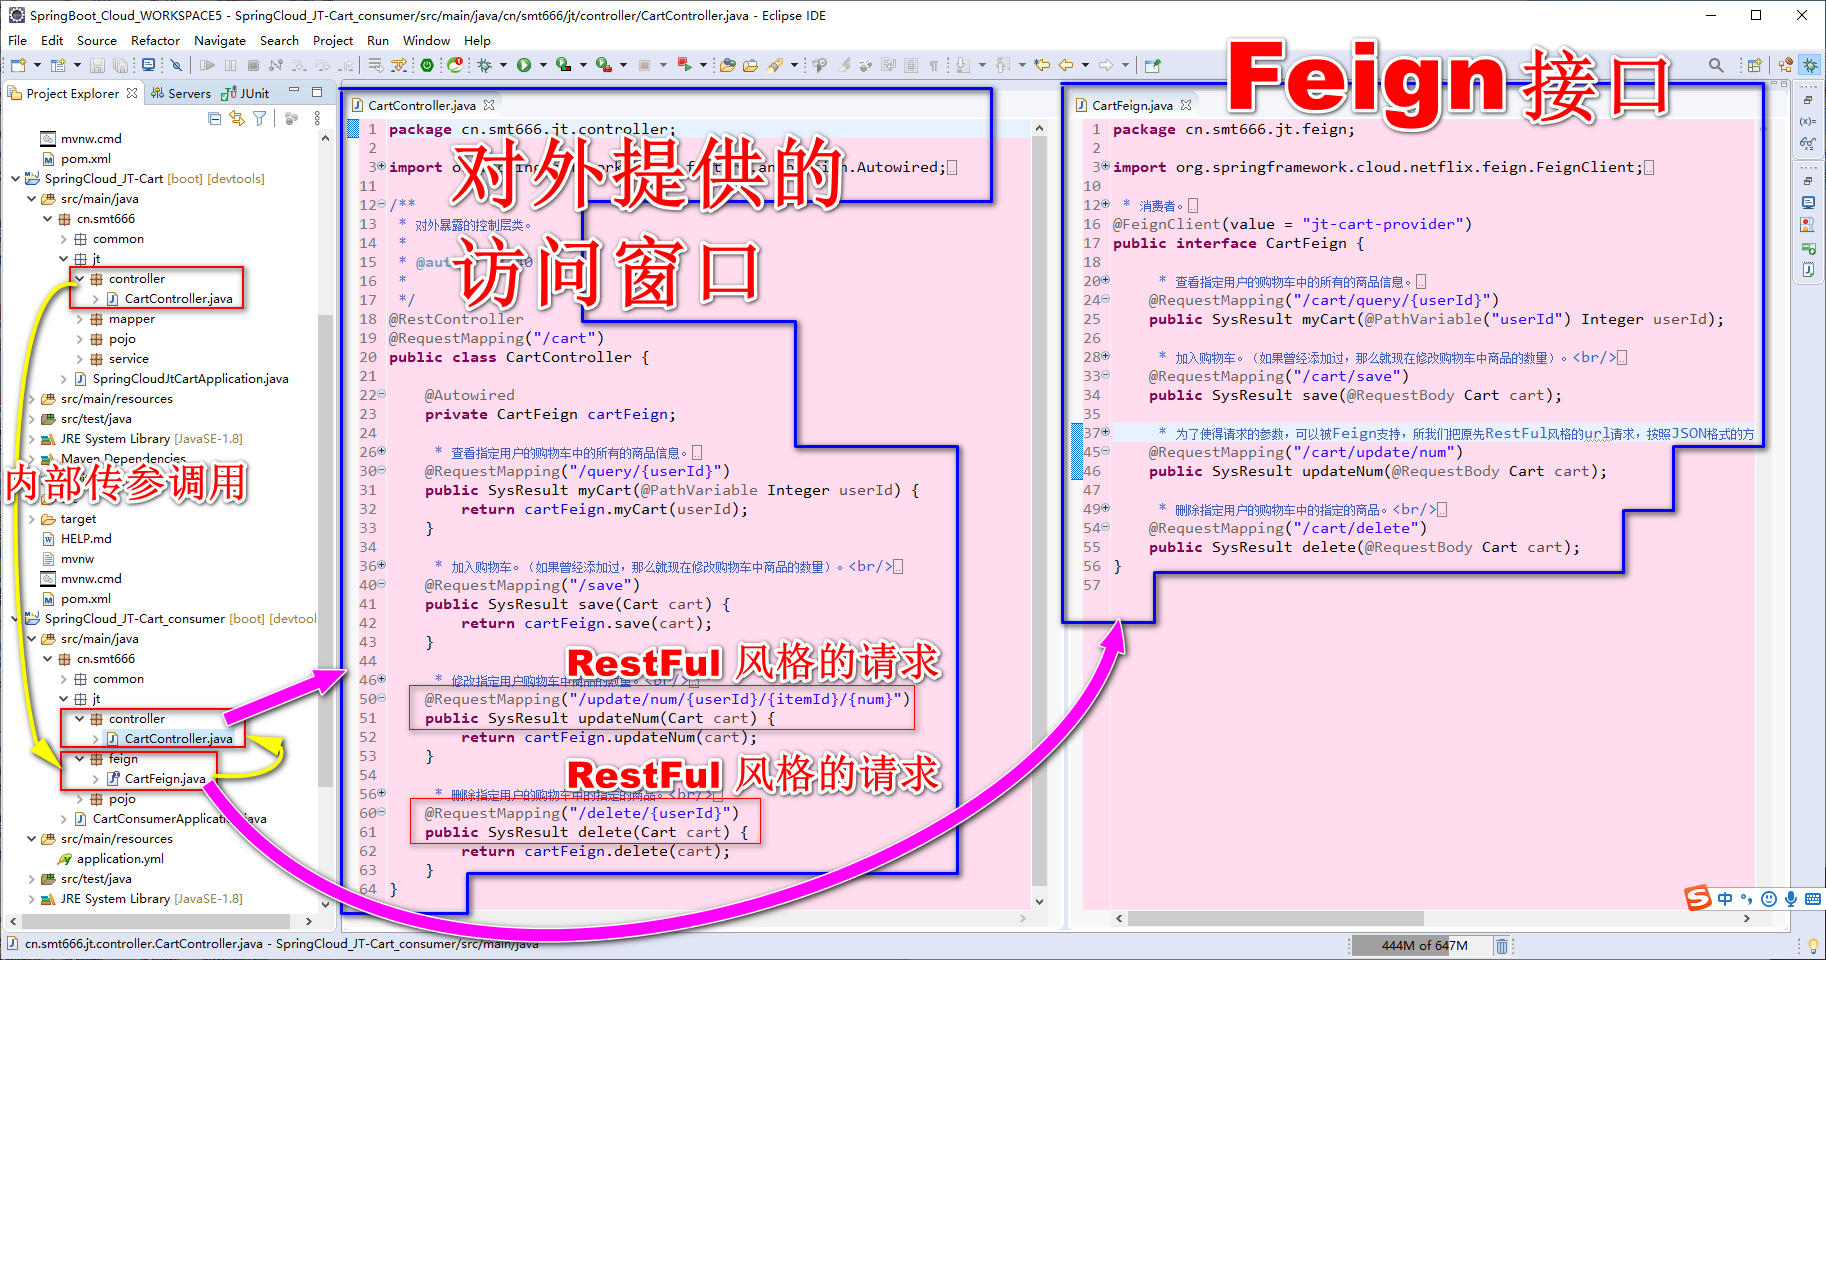 SpringBoot_Cloud_WORKSPACE5 - SpringCloud_JT-Cart_consumer/src/main/java/cn/smt666/jt/controller/CartController.java - Eclipse IDE
File Edit Source Refactor Navigate Search Project Run Window Help
Project Explorer Servers JUnit
mvnw.cmd
pom.xml
SpringCloud_JT-Cart [boot] [devtools]
src/main/java
cn.smt666
common
jt
controller
CartController.java
mapper
pojo
service
SpringCloudJtCartApplication.java
src/main/resources
src/test/java
JRE System Library [JavaSE-1.8]
Maven Dependencies
内部传参调用
target
HELP.md
mvnw
mvnw.cmd
pom.xml
SpringCloud_JT-Cart_consumer [boot] [devtool
src/main/java
cn.smt666
common
jt
controller
CartController.java
feign
CartFeign.java
pojo
CartConsumerApplication.java
src/main/resources
application.yml
src/test/java
JRE System Library [JavaSE-1.8]
CartController.java
对外提供的
访问窗口
1 package cn.smt666.jt.controller;
2
3 import .Autowired;
11
12 /**
13 * 对外暴露的控制层类。
14 *
15 * @au
16 *
17 */
18 @RestController
19 @RequestMapping("/cart")
20 public class CartController {
21
22 @Autowired
23 private CartFeign cartFeign;
24
26 * 查看指定用户的购物车中的所有的商品信息。
30 @RequestMapping("/query/{userId}")
31 public SysResult myCart(@PathVariable Integer userId) {
32 return cartFeign.myCart(userId);
33 }
34
36 * 加入购物车。（如果曾经添加过，那么就现在修改购物车中商品的数量）。<br/>
40 @RequestMapping("/save")
41 public SysResult save(Cart cart) {
42 return cartFeign.save(cart);
43 }
44
RestFul 风格的请求
46 * 修改指定用户购物车中商品的数量。<br/>
50 @RequestMapping("/update/num/{userId}/{itemId}/{num}")
51 public SysResult updateNum(Cart cart) {
52 return cartFeign.updateNum(cart);
53 }
54
RestFul 风格的请求
56 * 删除指定用户的购物车中的指定的商品。<br/>
60 @RequestMapping("/delete/{userId}")
61 public SysResult delete(Cart cart) {
62 return cartFeign.delete(cart);
63 }
64 }
Feign 接口
CartFeign.java
1 package cn.smt666.jt.feign;
2
3 import org.springframework.cloud.netflix.feign.FeignClient;
10
12 * 消费者。
16 @FeignClient(value = "jt-cart-provider")
17 public interface CartFeign {
18
20 * 查看指定用户的购物车中的所有的商品信息。
24 @RequestMapping("/cart/query/{userId}")
25 public SysResult myCart(@PathVariable("userId") Integer userId);
26
28 * 加入购物车。（如果曾经添加过，那么就现在修改购物车中商品的数量）。<br/>
33 @RequestMapping("/cart/save")
34 public SysResult save(@RequestBody Cart cart);
35
37 * 为了使得请求的参数，可以被Feign支持，所我们把原先RestFul风格的url请求，按照JSON格式的方
45 @RequestMapping("/cart/update/num")
46 public SysResult updateNum(@RequestBody Cart cart);
47
49 * 删除指定用户的购物车中的指定的商品。<br/>
54 @RequestMapping("/cart/delete")
55 public SysResult delete(@RequestBody Cart cart);
56 }
57
中
cn.smt666.jt.controller.CartController.java - SpringCloud_JT-Cart_consumer/src/main/java
444M of 647M